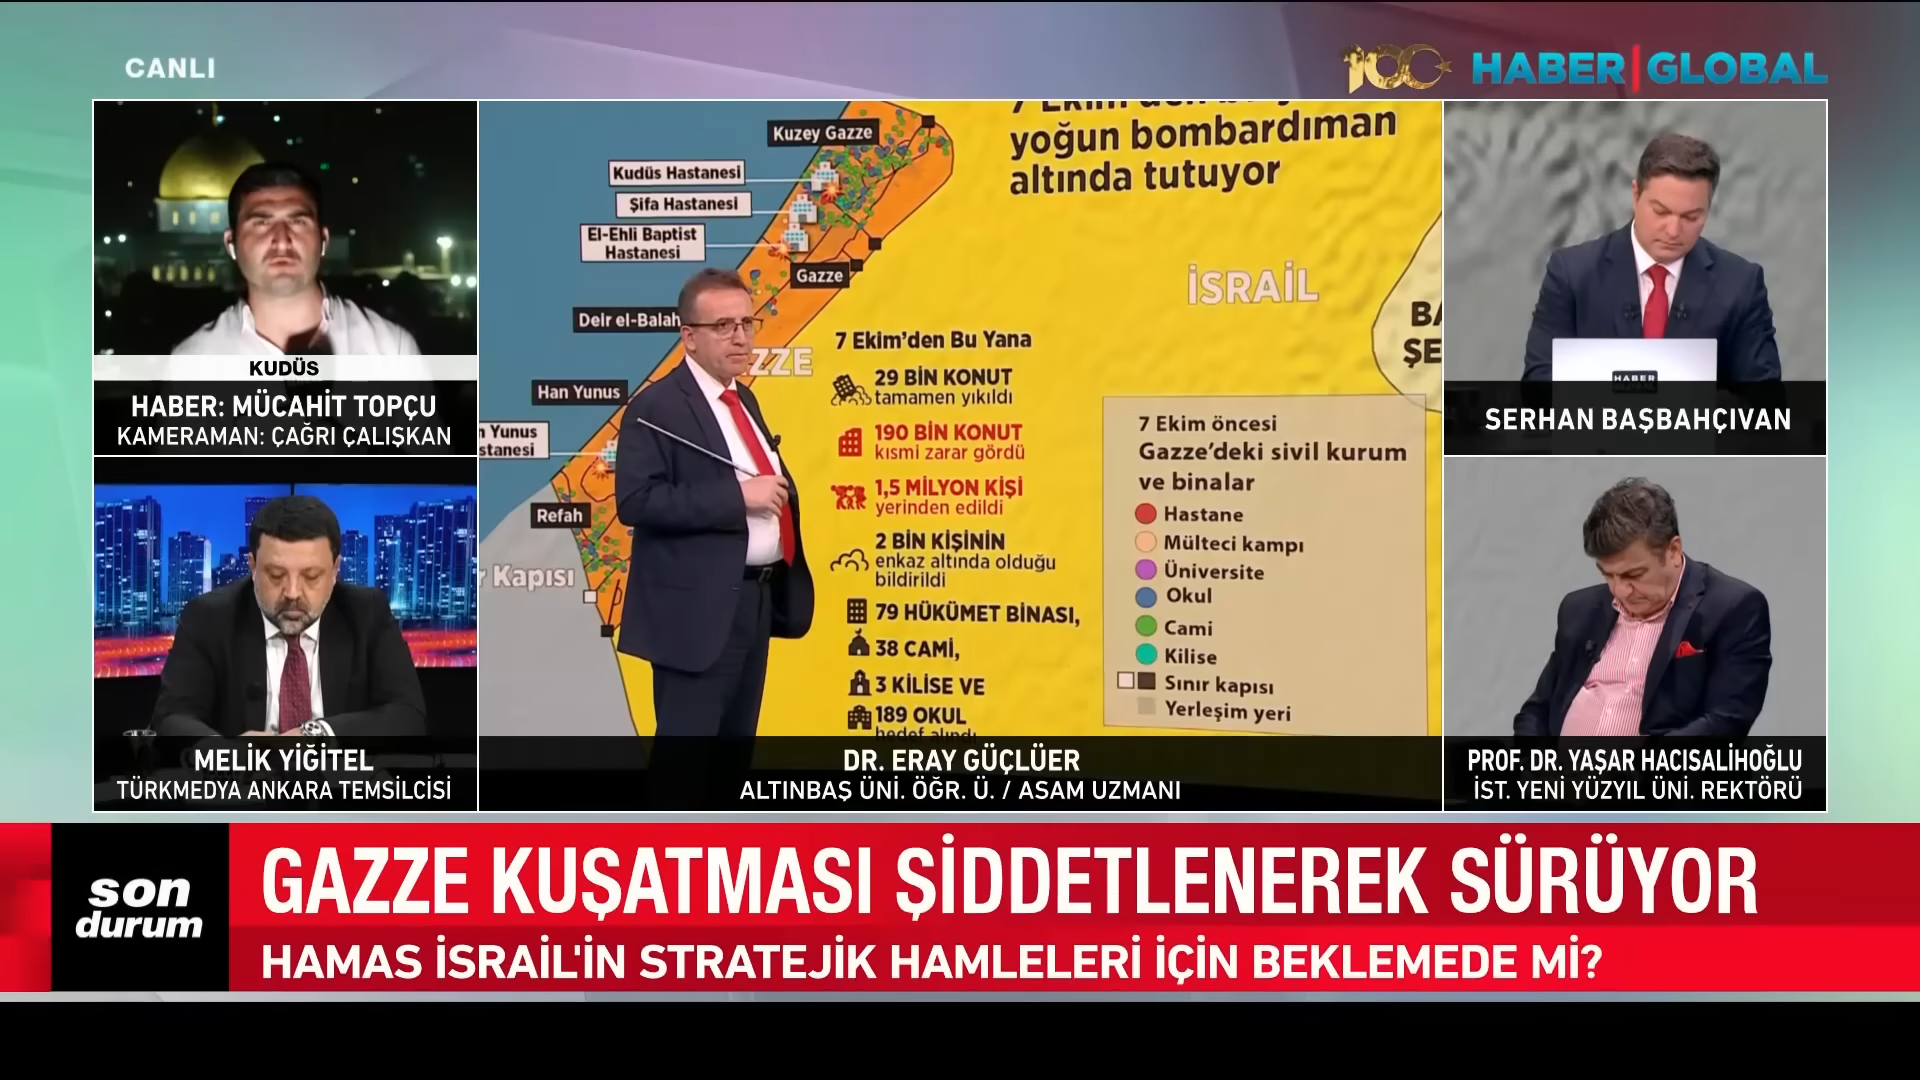 CANLI
100
HABER GLOBAL
KUDÜS
HABER: MÜCAHİT TOPÇU
KAMERAMAN: ÇAĞRI ÇALIŞKAN
MELİK YİĞİTEL
TÜRKMEDYA ANKARA TEMSİLCİSİ
yoğun bombardıman
altında tutuyor
Kuzey Gazze
Kudüs Hastanesi
Şifa Hastanesi
El-Ehli Baptist
Hastanesi
Gazze
Deir el-Balah
Han Yunus
Yunus
Refah
Kapısı
İSRAİL
7 Ekim'den Bu Yana
29 BİN KONUT
tamamen yıkıldı
190 BİN KONUT
kısmi zarar gördü
1,5 MİLYON KİŞİ
yerinden edildi
2 BİN KİŞİNİN
enkaz altında olduğu
bildirildi
79 HÜKÜMET BİNASI,
38 CAMİ,
3 KİLİSE VE
189 OKUL
hedef alındı
7 Ekim öncesi
Gazze'deki sivil kurum
ve binalar
Hastane
Mülteci kampı
Üniversite
Okul
Cami
Kilise
Sınır kapısı
Yerleşim yeri
DR. ERAY GÜÇLÜER
ALTINBAŞ ÜNİ. ÖĞR. Ü. / ASAM UZMANI
HABER
GLOBAL
SERHAN BAŞBAHÇIVAN
PROF. DR. YAŞAR HACISALİHOĞLU
İST. YENİ YÜZYIL ÜNİ. REKTÖRÜ
son
durum
GAZZE KUŞATMASI ŞİDDETLENEREK SÜRÜYOR
HAMAS İSRAİL'İN STRATEJİK HAMLELERİ İÇİN BEKLEMEDE Mİ?